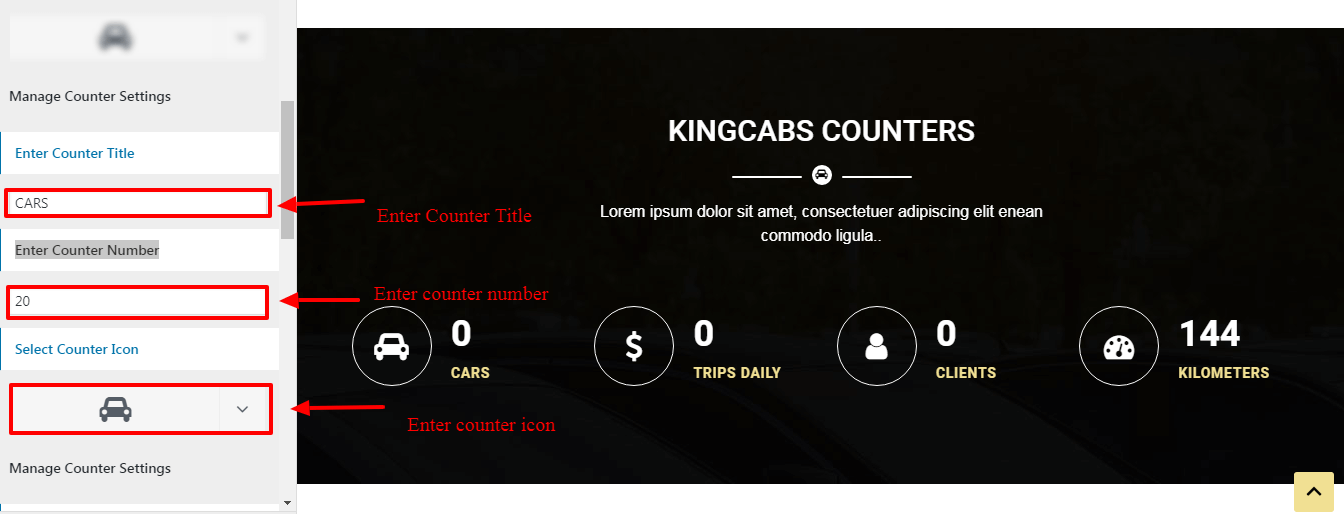 Manage Counter Settings
Enter Counter Title
CARS
Enter Counter Title
Enter Counter Number
Enter counter number
20
Select Counter Icon
Enter counter icon
Manage Counter Settings
KINGCABS COUNTERS
Lorem ipsum dolor sit amet, consectetuer adipiscing elit enean
commodo ligula..
0
CARS
$
0
TRIPS DAILY
0
CLIENTS
144
KILOMETERS